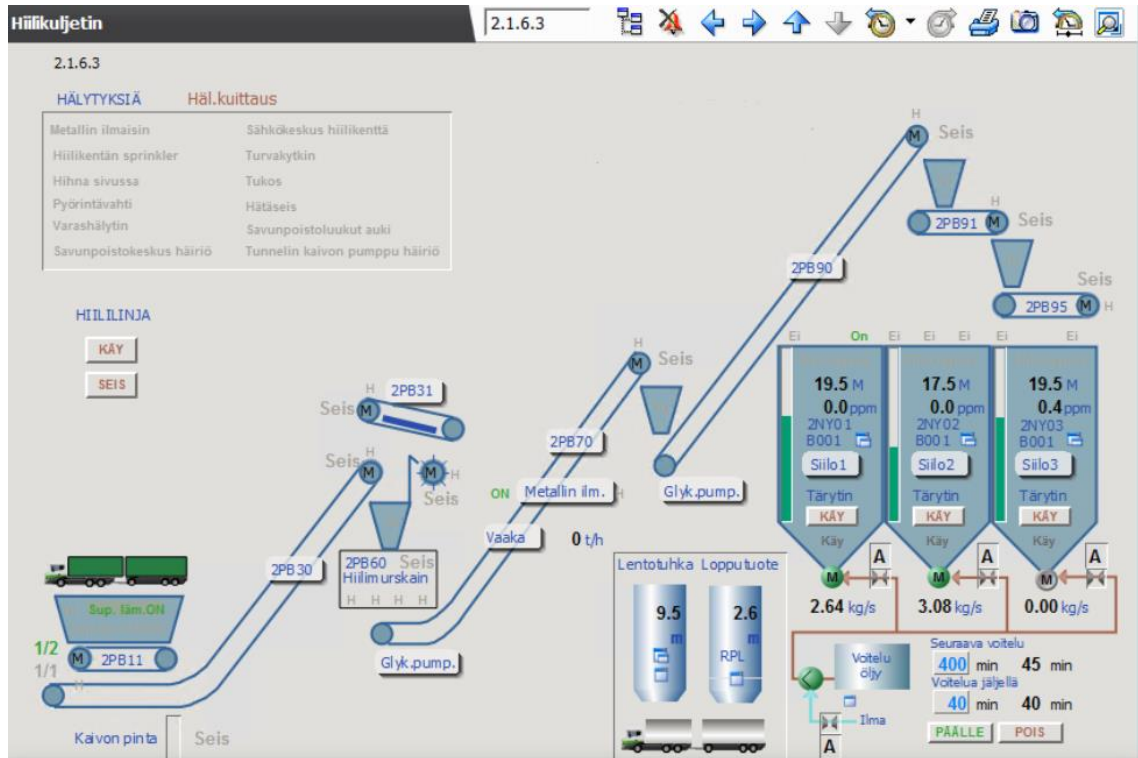 Hiilikuljetin 2.1.6.3
2.1.6.3
HÄLYTYKSIÄ Häl.kuittaus
Metallin ilmaisin Sähkökeskus hiilikenttä
Hiilikentän sprinkler Turvakytkin
Hihna sivussa Tukos
Pyörintävahti Hätäseis
Varashälytin Savunpoistoluukut auki
Savunpoistokeskus häiriö Tunnelin kaivon pumppu häiriö
HIILILINJA
KÄY
SEIS
H
M Seis
H
2PB91 M Seis
2PB90
Seis
2PB95 M H
H
M Seis
H 2PB31
Seis M
2PB70
Seis H
M
M H
Seis
ON Metallin ilm. H
Glyk.pump.
Vaaka 0 t/h
2PB30
2PB60 Seis
Hiilimurskain
H H H H
Sup. läm.ON
1/2
M 2PB11
1/1 H
Glyk.pump.
Kaivon pinta Seis
Ei On Ei Ei Ei Ei Ei
19.5 M 17.5 M 19.5 M
0.0 ppm 0.0 ppm 0.4 ppm
2NY01 2NY02 2NY03
B001 B001 B001
Siilo1 Siilo2 Siilo3
Tärytin Tärytin Tärytin
KÄY KÄY KÄY
Käy Käy Käy
A A A
M M M
2.64 kg/s 3.08 kg/s 0.00 kg/s
Lentotuhka Lopputuote
9.5 2.6
m m
RPL
Voitelu
öljy
Ilma
A
Seuraava voitelu
400 min 45 min
Voitelua jäljellä
40 min 40 min
PÄÄLLE POIS